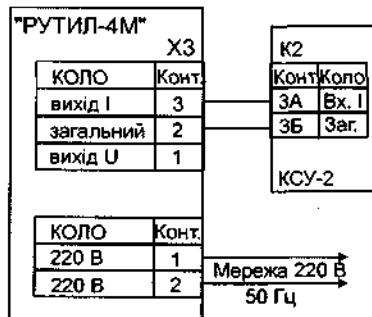 "РУТИЛ-4М"
X3
КОЛО Конт.
вихід I 3
загальний 2
вихід U 1
К2
Конт Коло
3А Вх. I
3Б Заг.
КСУ-2
КОЛО Конт.
220 В 1
220 В 2
Мережа 220 В
50 Гц